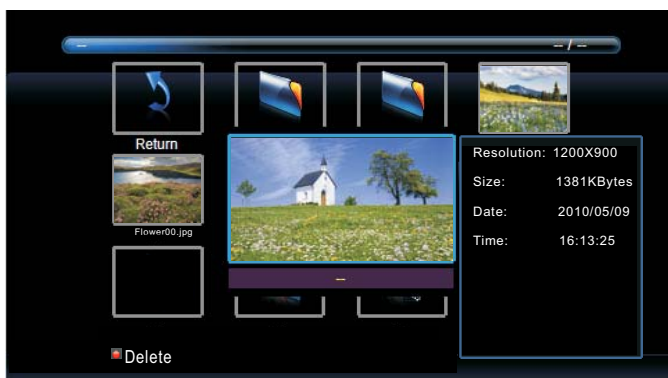 -- -- / --
Return
Resolution: 1200X900
Size: 1381KBytes
Date: 2010/05/09
Flower00.jpg
Time: 16:13:25
--
Delete